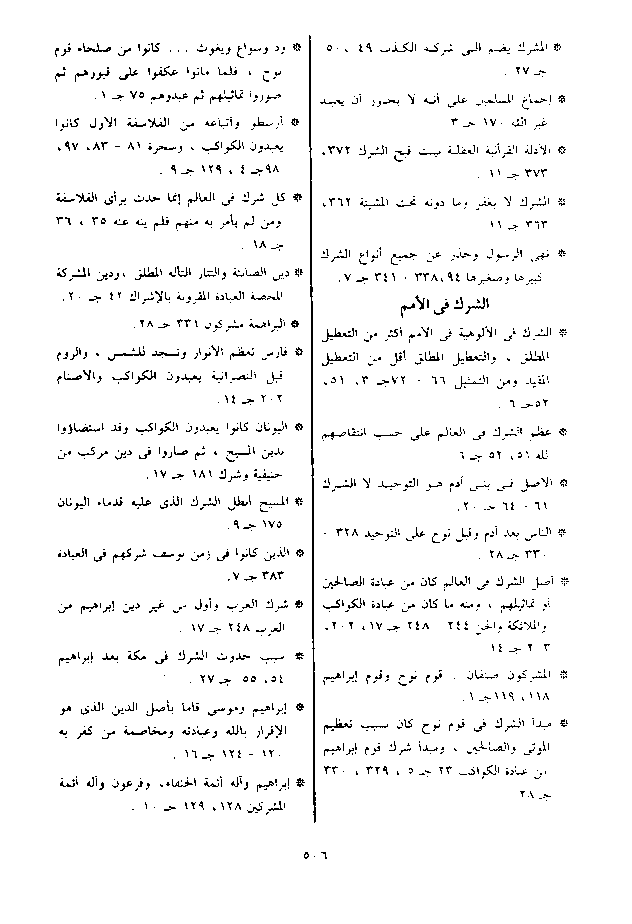 * المشرك يضم إلى شركه الكذب ٤٩ ، ٥٠
جـ ٢٧ .
* إجماع المسلمين على أنه لا يجوز أن يعبد
غير الله ١٧٠ جـ ٣
* الأدلة القرآنية العقلية بينت قبح الشرك ٣٧٢،
٣٧٣ جـ ١١ .
* الشرك لا يغفر وما دونه تحت المشيئة ٣٦٢،
٣٦٣ جـ ١١
* نهى الرسول وحذر عن جميع أنواع الشرك
كبيرها وصغيرها ٩٤، ٣٣٨ - ٣٤١ جـ ٧ .
الشرك فى الأمم
* الشرك فى الألوهية فى الأمم أكثر من التعطيل
المطلق ، والتعطيل المطلق أقل من التعطيل
المقيد ومن التمثيل ٦٦ - ٧٢ جـ ٣ ، ٥١،
٥٢ جـ ٦ .
* عظم الشرك فى العالم على حسب انتقاصهم
لله ٥١، ٥٢ جـ ٦
* الأصل فى بنى آدم هو التوحيد لا الشرك
٦١ - ٦٤ جـ ٢٠ .
* الناس بعد آدم وقبل نوح على التوحيد ٣٢٨ -
٣٣٠ جـ ٢٨ .
* أصل الشرك فى العالم كان من عبادة الصالحين
أو تماثيلهم ، ومنه ما كان من عبادة الكواكب
والملائكة والجن ٢٤٤ - ٢٤٨ جـ ١٧ ، ٢٠٢،
٢٠٣ جـ ١٤
* المشركون صنفان . قوم نوح وقوم إبراهيم
١١٨، ١١٩ جـ ١ .
* مبدأ الشرك فى قوم نوح كان سبب تعظيم
الموتى والصالحين ، ومبدأ شرك قوم إبراهيم
من عبادة الكواكب ٢٣ جـ ٥ ، ٣٢٩ ، ٣٣٠
جـ ٢٨
* ود وسواع ويغوث ... كانوا من صلحاء قوم
نوح ، فلما ماتوا عكفوا على قبورهم ثم
صوروا تماثيلهم ثم عبدوهم ٧٥ جـ ١ .
* أرسطو وأتباعه من الفلاسفة الأول كانوا
يعبدون الكواكب ، وسحرة ٨١ - ٨٣، ٩٧،
٩٨ جـ ٤ ، ١٢٩ جـ ٩ .
* كل شرك فى العالم إنما حدث برأى الفلاسفة
ومن لم يأمر به منهم فلم ينه عنه ٣٥ ، ٣٦
جـ ١٨ .
* دين الصابئة والتتار التأله المطلق ، ودين المشركة
المحصة العبادة المقرونة بالإشراك ٤٢ جـ ٢٠ .
* البراهمة مشركون ٣٣١ جـ ٢٨ .
* فارس تعظم الأنوار وتسجد للشمس ، والروم
قبل النصرانية يعبدون الكواكب والأصنام
٢٠٢ جـ ١٤ .
* اليونان كانوا يعبدون الكواكب وقد استضاؤوا
بدين المسيح ، ثم صاروا فى دين مركب من
حنيفية وشرك ١٨١ جـ ١٧ .
* المسيح أبطل الشرك الذى عليه قدماء اليونان
١٧٥ جـ ٩ .
* الذين كانوا فى زمن يوسف شركهم فى العبادة
٣٨٣ جـ ٧ .
* شرك العرب وأول من غير دين إبراهيم من
العرب ٢٤٨ جـ ١٧ .
* سبب حدوث الشرك فى مكة بعد إبراهيم
٥٤، ٥٥ جـ ٢٧ .
* إبراهيم وموسى قاما بأصل الدين الذى هو
الإقرار بالله وعبادته ومخاصمة من كفر به
١٢٠ - ١٢٤ جـ ١٦ .
* إبراهيم وآله أئمة الحنفاء، وفرعون وآله أئمة
المشركين ١٢٨، ١٢٩ جـ ١٠ .
٥٠٦